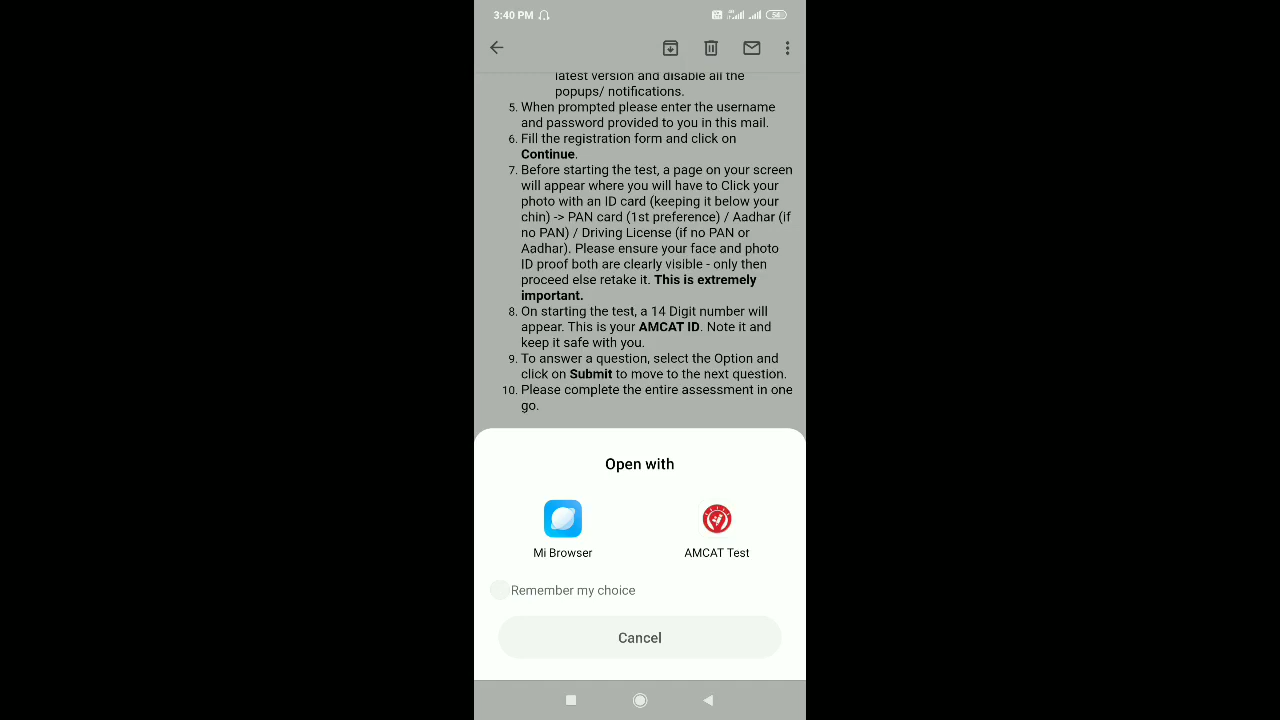 3:40 PM
54
latest version and disable all the
popups/ notifications.
5. When prompted please enter the username
and password provided to you in this mail.
6. Fill the registration form and click on
Continue.
7. Before starting the test, a page on your screen
will appear where you will have to Click your
photo with an ID card (keeping it below your
chin) -> PAN card (1st preference) / Aadhar (if
no PAN) / Driving License (if no PAN or
Aadhar). Please ensure your face and photo
ID proof both are clearly visible - only then
proceed else retake it. This is extremely
important.
8. On starting the test, a 14 Digit number will
appear. This is your AMCAT ID. Note it and
keep it safe with you.
9. To answer a question, select the Option and
click on Submit to move to the next question.
10. Please complete the entire assessment in one
go.
Open with
Mi Browser
AMCAT Test
Remember my choice
Cancel